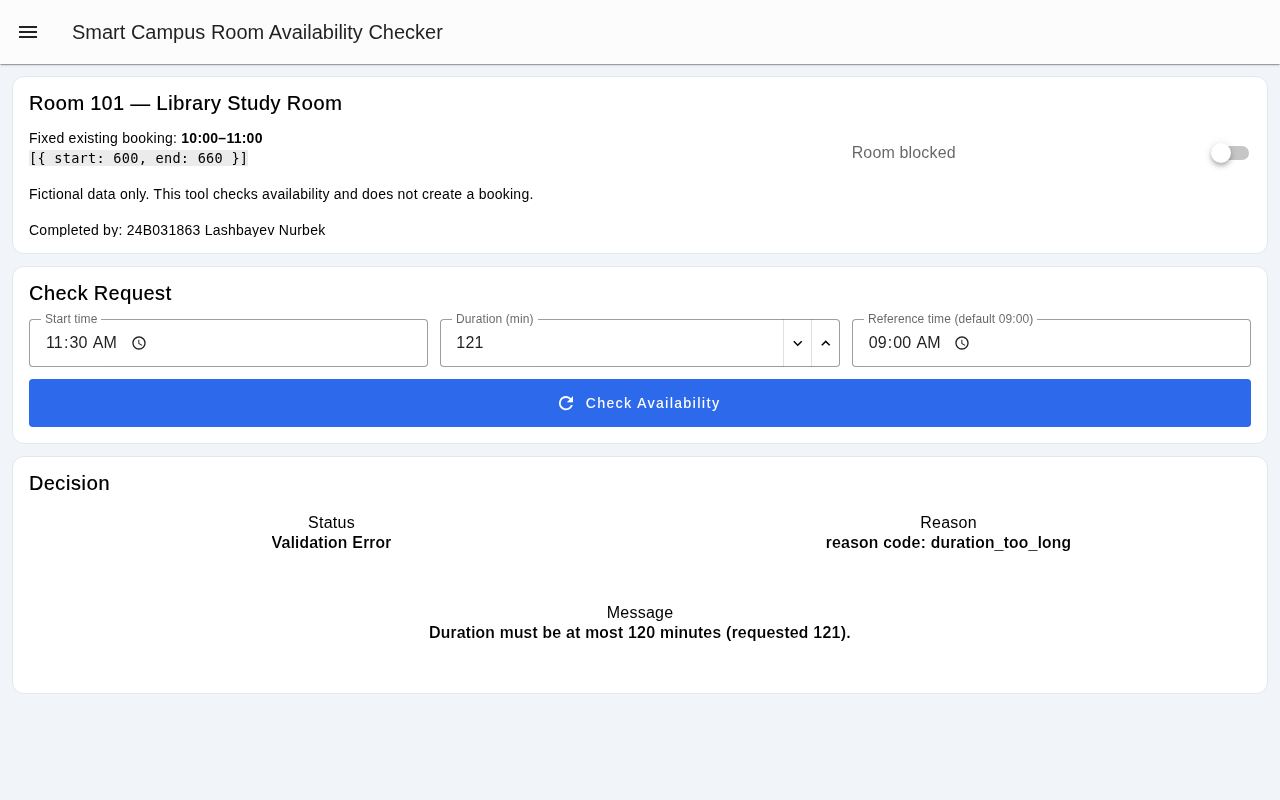 Smart Campus Room Availability Checker
Room 101 — Library Study Room
Fixed existing booking: 10:00–11:00
[{ start: 600, end: 660 }]
Room blocked
Fictional data only. This tool checks availability and does not create a booking.
Completed by: 24B031863 Lashbayev Nurbek
Check Request
Start time
11:30 AM
Duration (min)
121
Reference time (default 09:00)
09:00 AM
Check Availability
Decision
Status
Validation Error
Reason
reason code: duration_too_long
Message
Duration must be at most 120 minutes (requested 121).